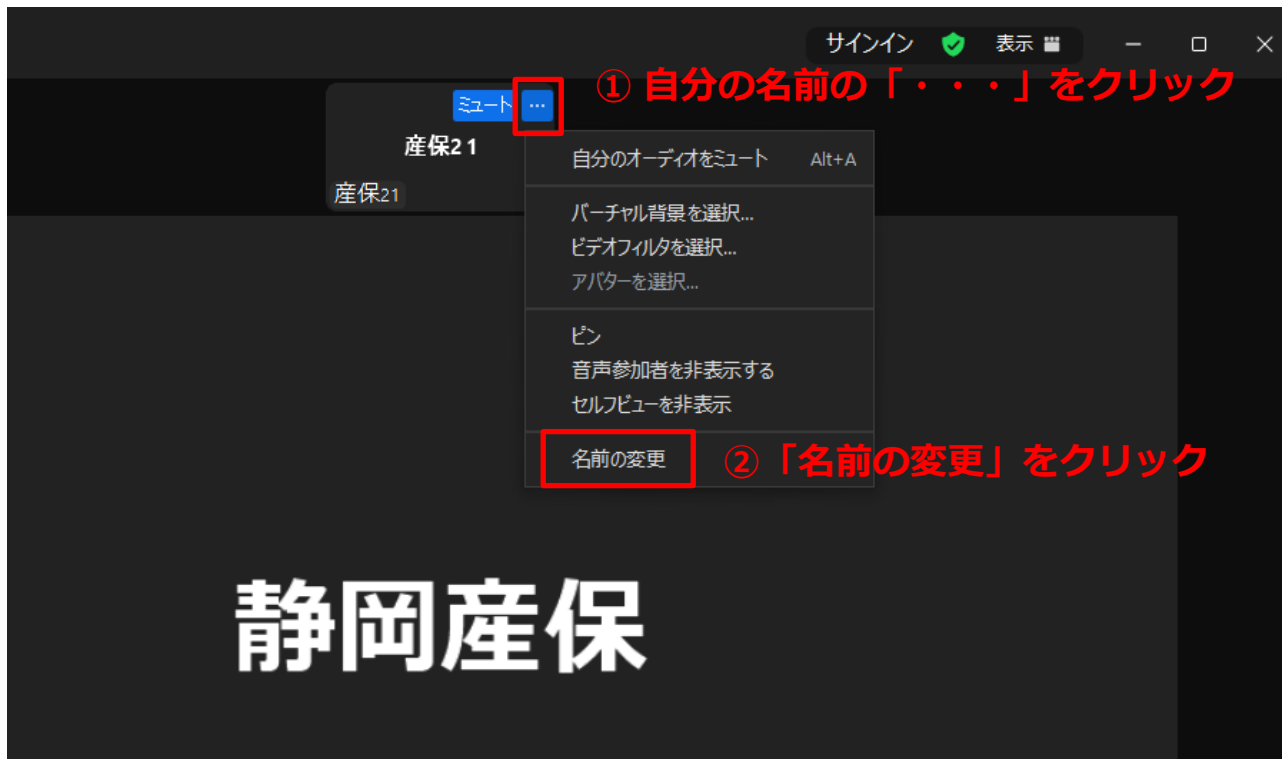 サインイン 表示
① 自分の名前の「・・・」をクリック
ミュート ...
産保21
産保21
自分のオーディオをミュート Alt+A
バーチャル背景を選択...
ビデオフィルタを選択...
アバターを選択...
ピン
音声参加者を非表示する
セルフビューを非表示
名前の変更 ②「名前の変更」をクリック
静岡産保